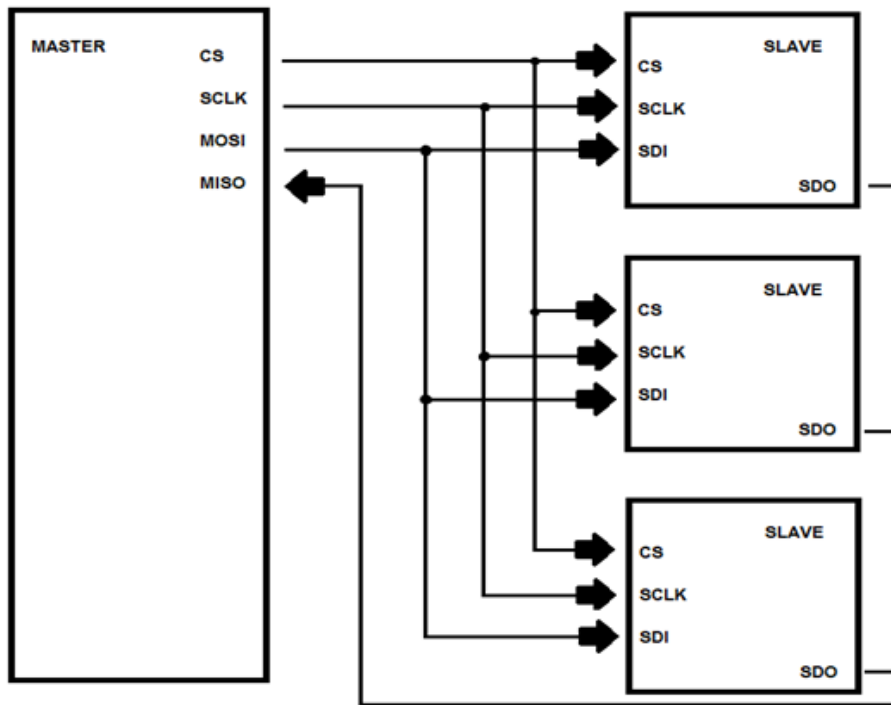 MASTER
CS
SCLK
MOSI
MISO
SLAVE
CS
SCLK
SDI
SDO
SLAVE
CS
SCLK
SDI
SDO
SLAVE
CS
SCLK
SDI
SDO